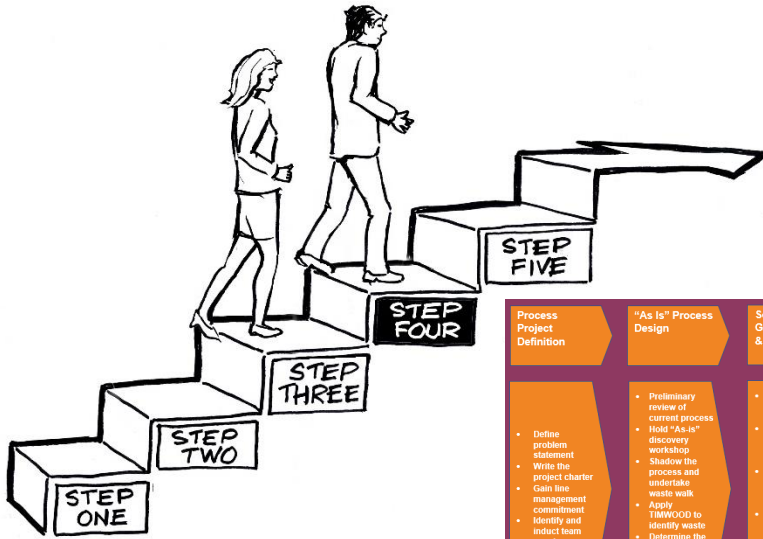 STEP
FIVE
STEP
FOUR
STEP
THREE
STEP
TWO
STEP
ONE
Process
Project
Definition
• Define
problem
statement
• Write the
project charter
• Gain line
management
commitment
• Identify and
induct team
"As Is" Process
Design
• Preliminary
review of
current process
• Hold "As-is"
discovery
workshop
• Shadow the
process and
undertake
waste walk
• Apply
TIMWOOD to
identify waste
• Determine the